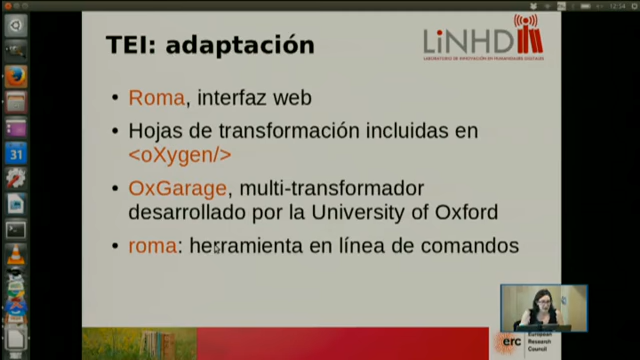 12:54
TEI: adaptación
LiNHD
LABORATORIO DE INNOVACIÓN EN HUMANIDADES DIGITALES
• Roma, interfaz web
• Hojas de transformación incluidas en
<oXygen/>
• OxGarage, multi-transformador
desarrollado por la University of Oxford
• roma: herramienta en línea de comandos
31
erc
European
Research
Council